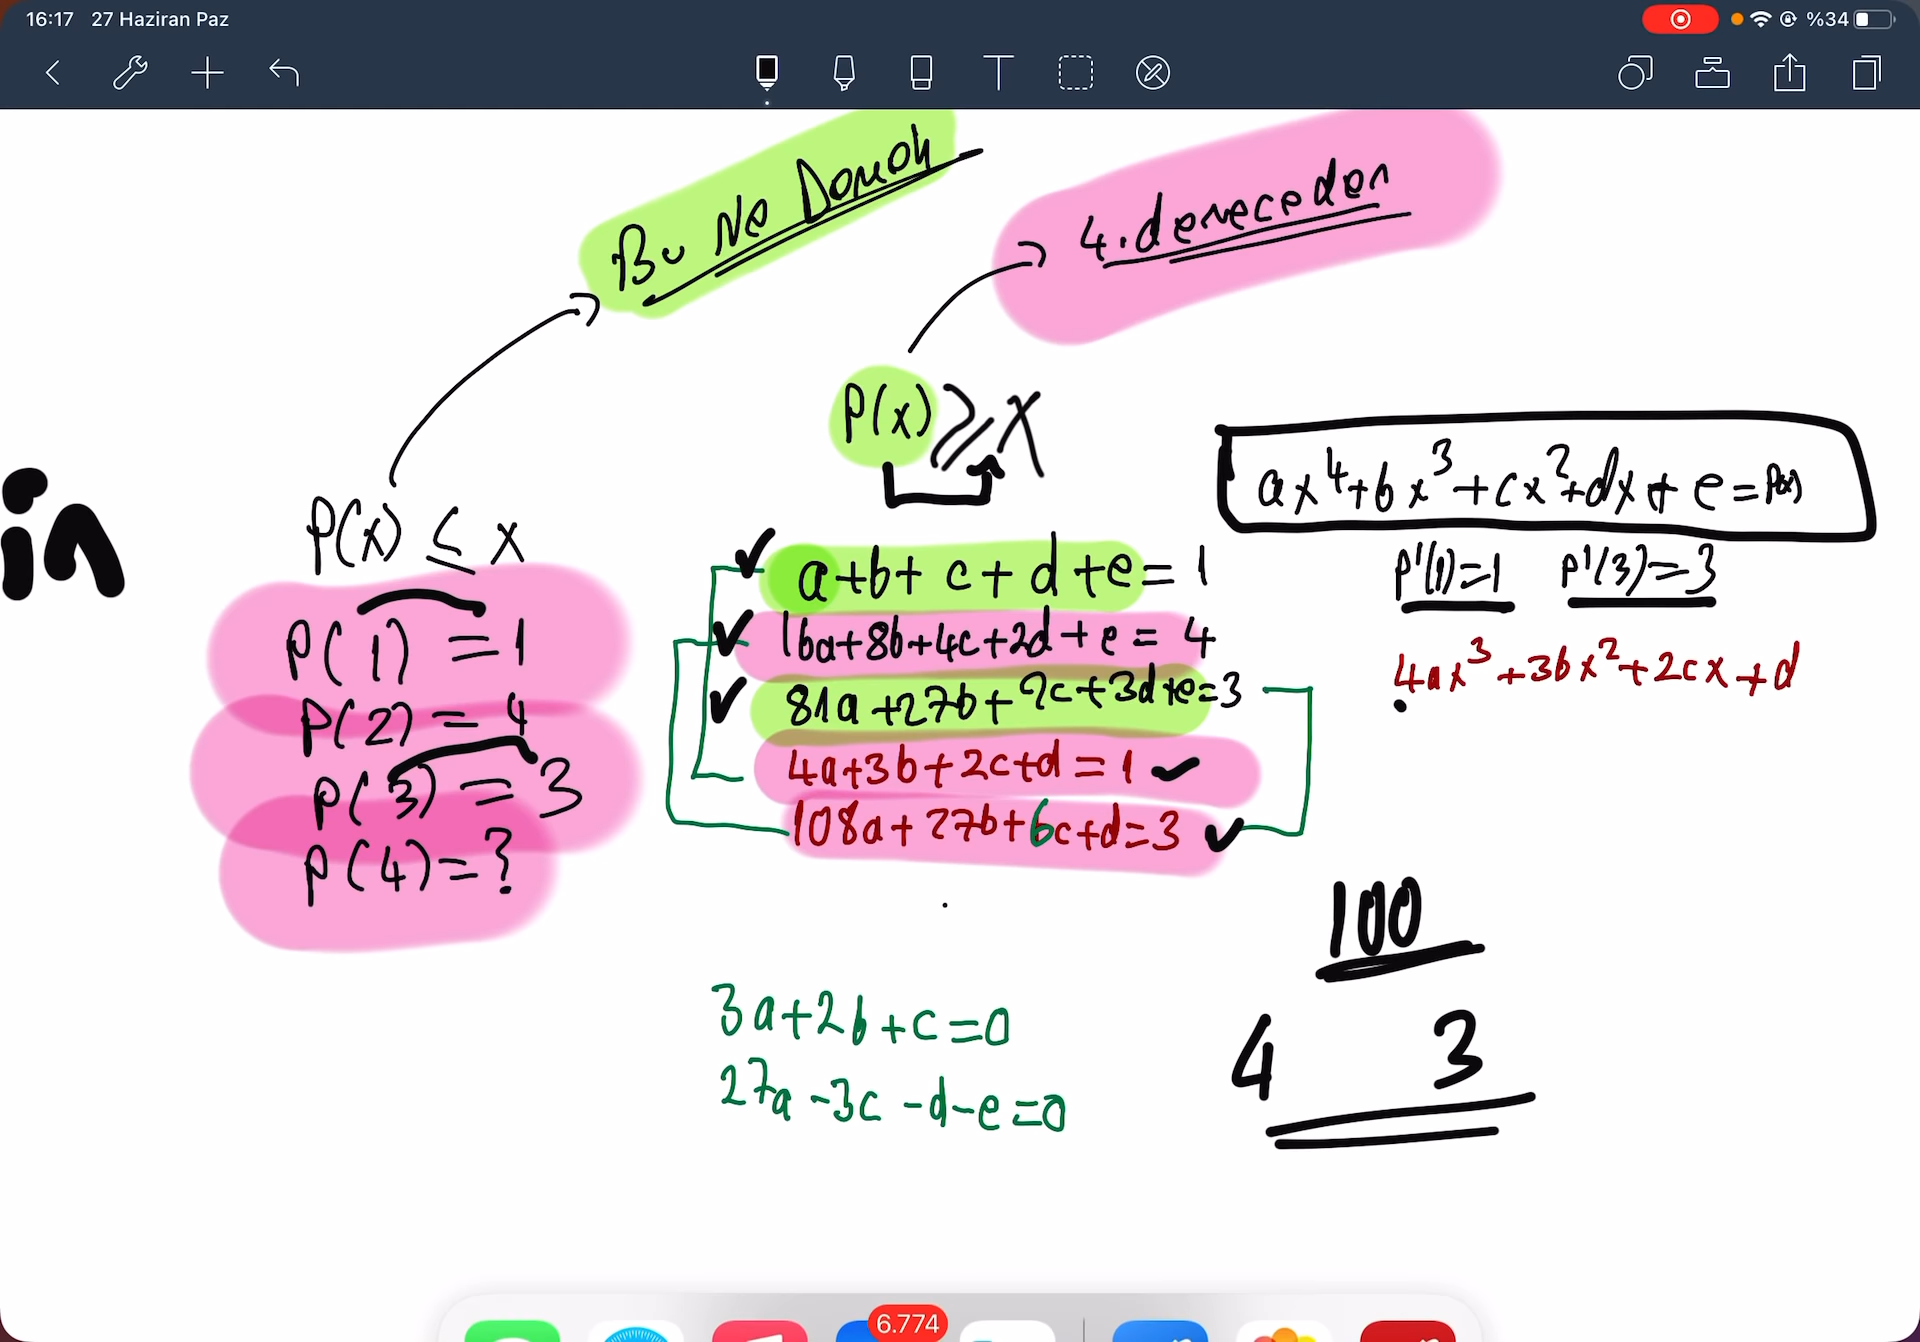 16:17 27 Haziran Paz
%34
Bu Ne Demek
4.dereceden
P(x) ⩾ X
in
P(x) ≤ x
P(1) = 1
P(2) = 4
P(3) = 3
P(4) = ?
ax⁴+bx³+cx²+dx+e=P(x)
P'(1)=1 P'(3)=3
4ax³+3bx²+2cx+d
a+b+c+d+e=1
16a+8b+4c+2d+e=4
81a+27b+9c+3d+e=3
4a+3b+2c+d=1
108a+27b+6c+d=3
100
4 3
3a+2b+c=0
27a-3c-d-e=0
6.774